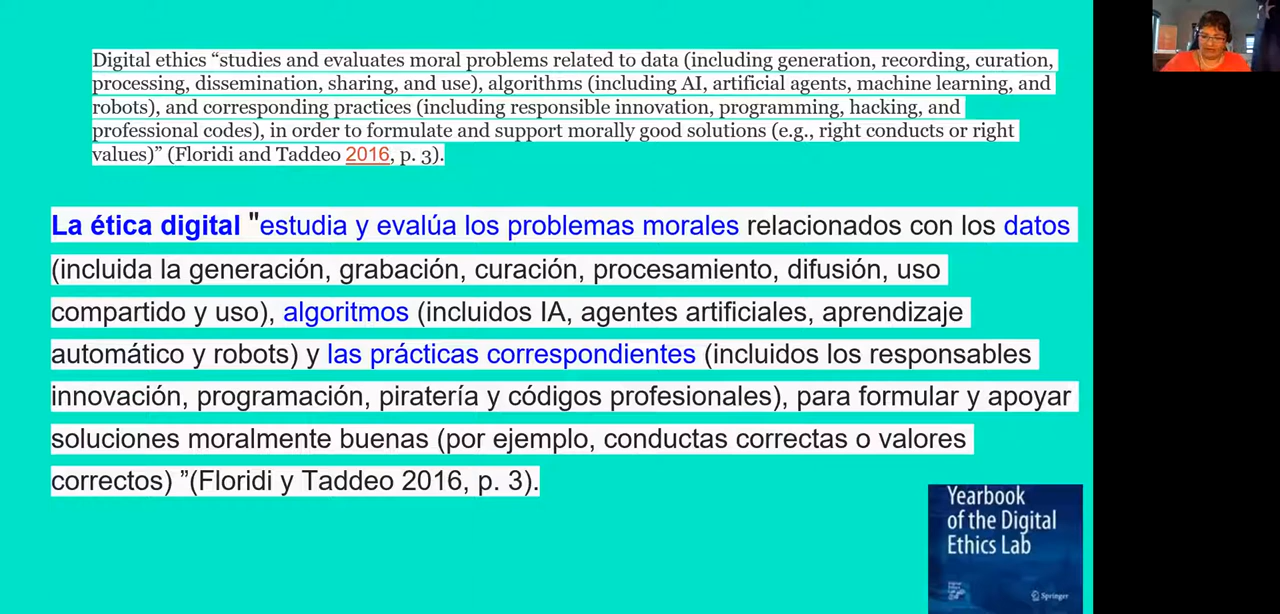 Digital ethics “studies and evaluates moral problems related to data (including generation, recording, curation,
processing, dissemination, sharing, and use), algorithms (including AI, artificial agents, machine learning, and
robots), and corresponding practices (including responsible innovation, programming, hacking, and
professional codes), in order to formulate and support morally good solutions (e.g., right conducts or right
values)” (Floridi and Taddeo 2016, p. 3).
La ética digital "estudia y evalúa los problemas morales relacionados con los datos
(incluida la generación, grabación, curación, procesamiento, difusión, uso
compartido y uso), algoritmos (incluidos IA, agentes artificiales, aprendizaje
automático y robots) y las prácticas correspondientes (incluidos los responsables
innovación, programación, piratería y códigos profesionales), para formular y apoyar
soluciones moralmente buenas (por ejemplo, conductas correctas o valores
correctos) ”(Floridi y Taddeo 2016, p. 3).
Yearbook
of the Digital
Ethics Lab
Springer